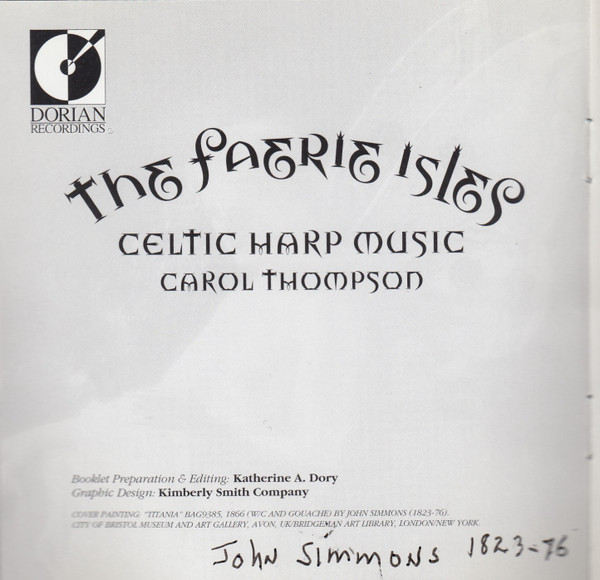 DORIAN
RECORDINGS
THE FAERIE ISLES
CELTIC HARP MUSIC
CAROL THOMPSON
Booklet Preparation & Editing: Katherine A. Dory
Graphic Design: Kimberly Smith Company
COVER PAINTING: "TITANIA" BAG9385, 1866 (W/C AND GOUACHE) BY JOHN SIMMONS (1823-76).
CITY OF BRISTOL MUSEUM AND ART GALLERY, AVON, UK/BRIDGEMAN ART LIBRARY, LONDON/NEW YORK.
John Simmons 1823-76